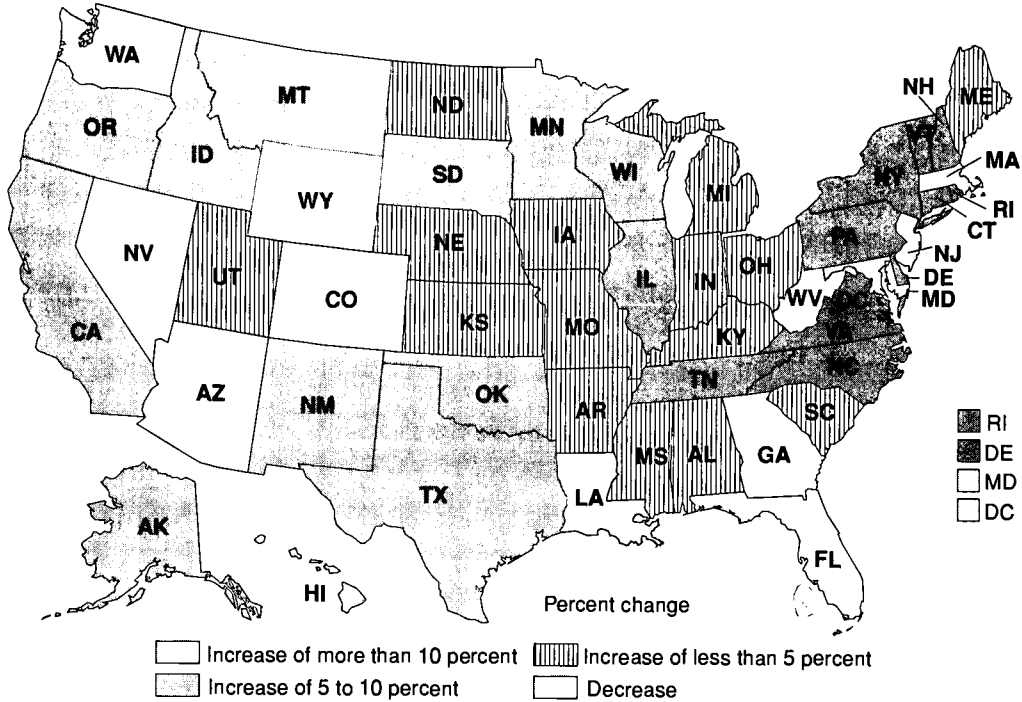 WA
MT
ND
MN
OR
ID
WY
SD
WI
MI
NH
VT
ME
MA
NY
RI
CT
NJ
PA
DE
MD
NV
UT
CO
NE
IA
IL
IN
OH
WV
DC
VA
KS
MO
KY
CA
AZ
NM
OK
AR
TN
NC
SC
MS
AL
GA
TX
LA
FL
AK
HI
RI
DE
MD
DC
Percent change
Increase of more than 10 percent
Increase of less than 5 percent
Increase of 5 to 10 percent
Decrease